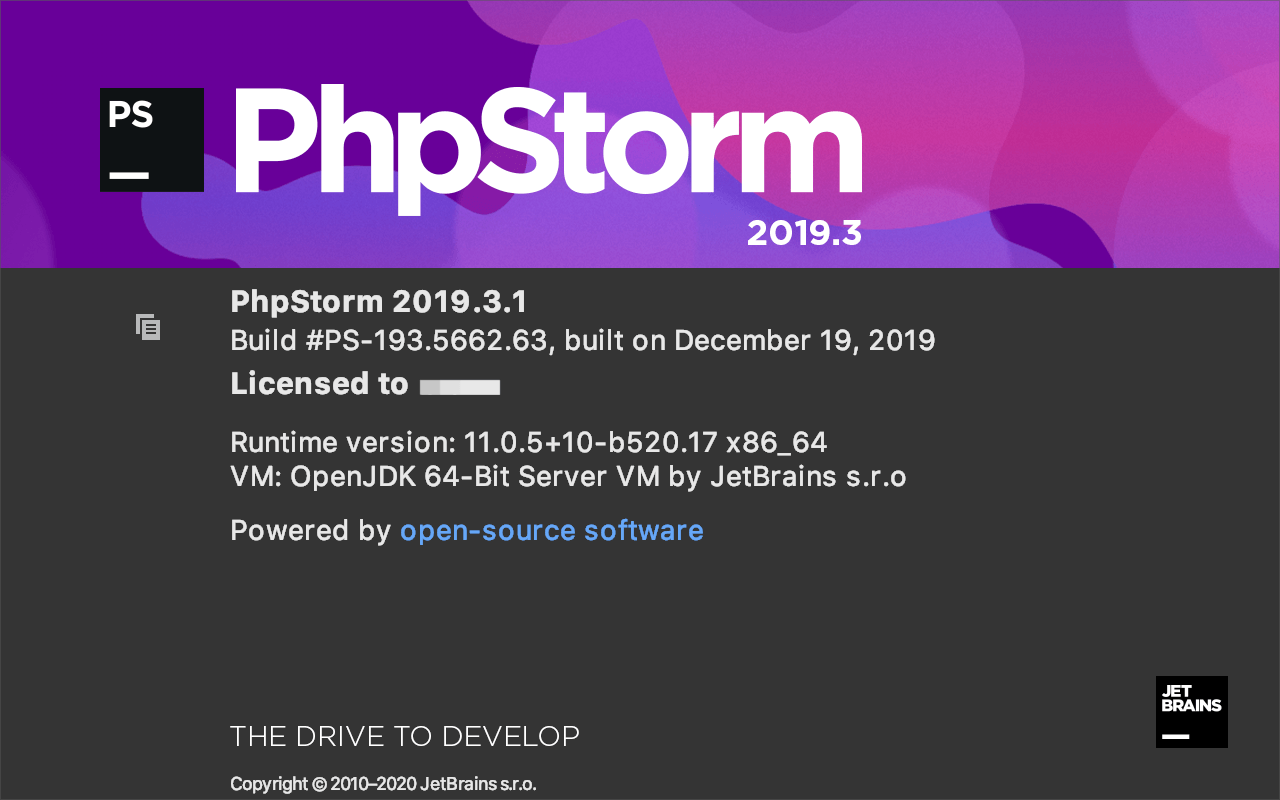 PS
PhpStorm
2019.3
PhpStorm 2019.3.1
Build #PS-193.5662.63, built on December 19, 2019
Licensed to
Runtime version: 11.0.5+10-b520.17 x86_64
VM: OpenJDK 64-Bit Server VM by JetBrains s.r.o
Powered by open-source software
JET
BRAINS
THE DRIVE TO DEVELOP
Copyright © 2010–2020 JetBrains s.r.o.